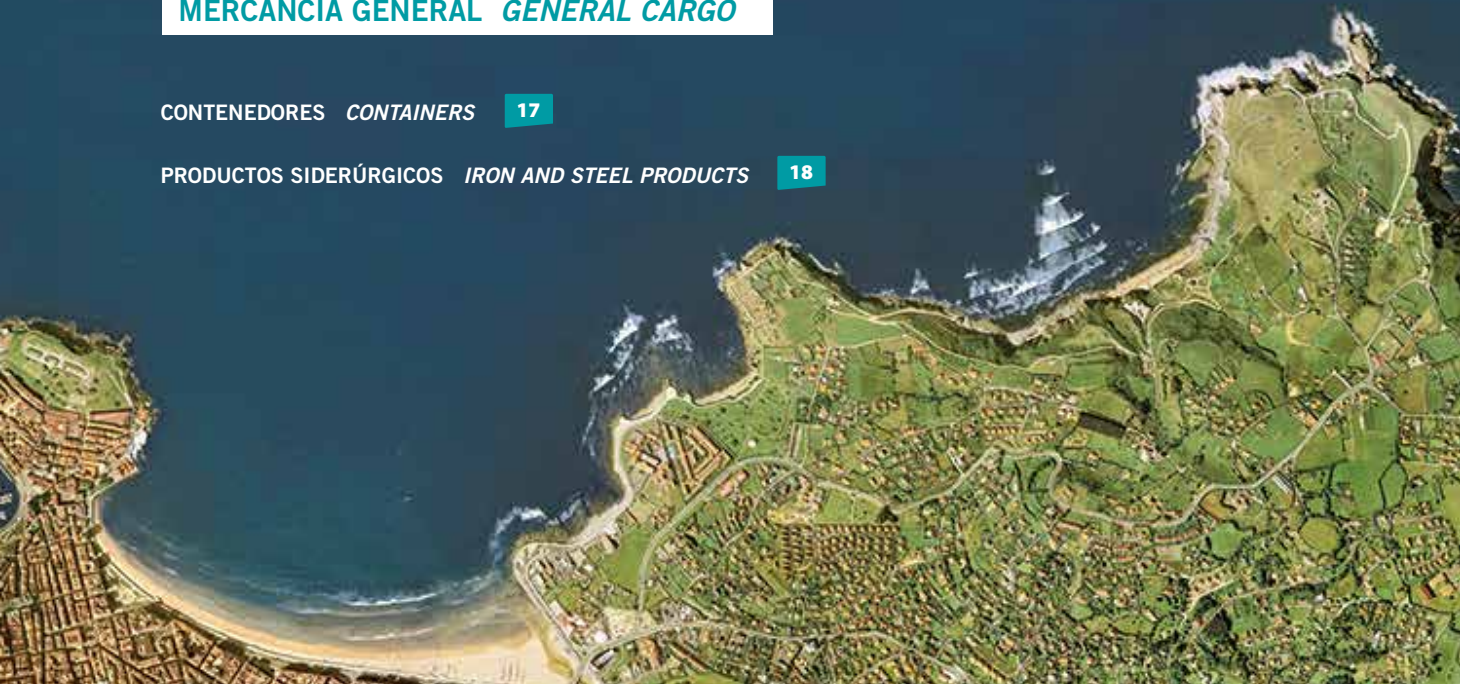 MERCANCÍA GENERAL GENERAL CARGO
CONTENEDORES CONTAINERS 17
PRODUCTOS SIDERÚRGICOS IRON AND STEEL PRODUCTS 18